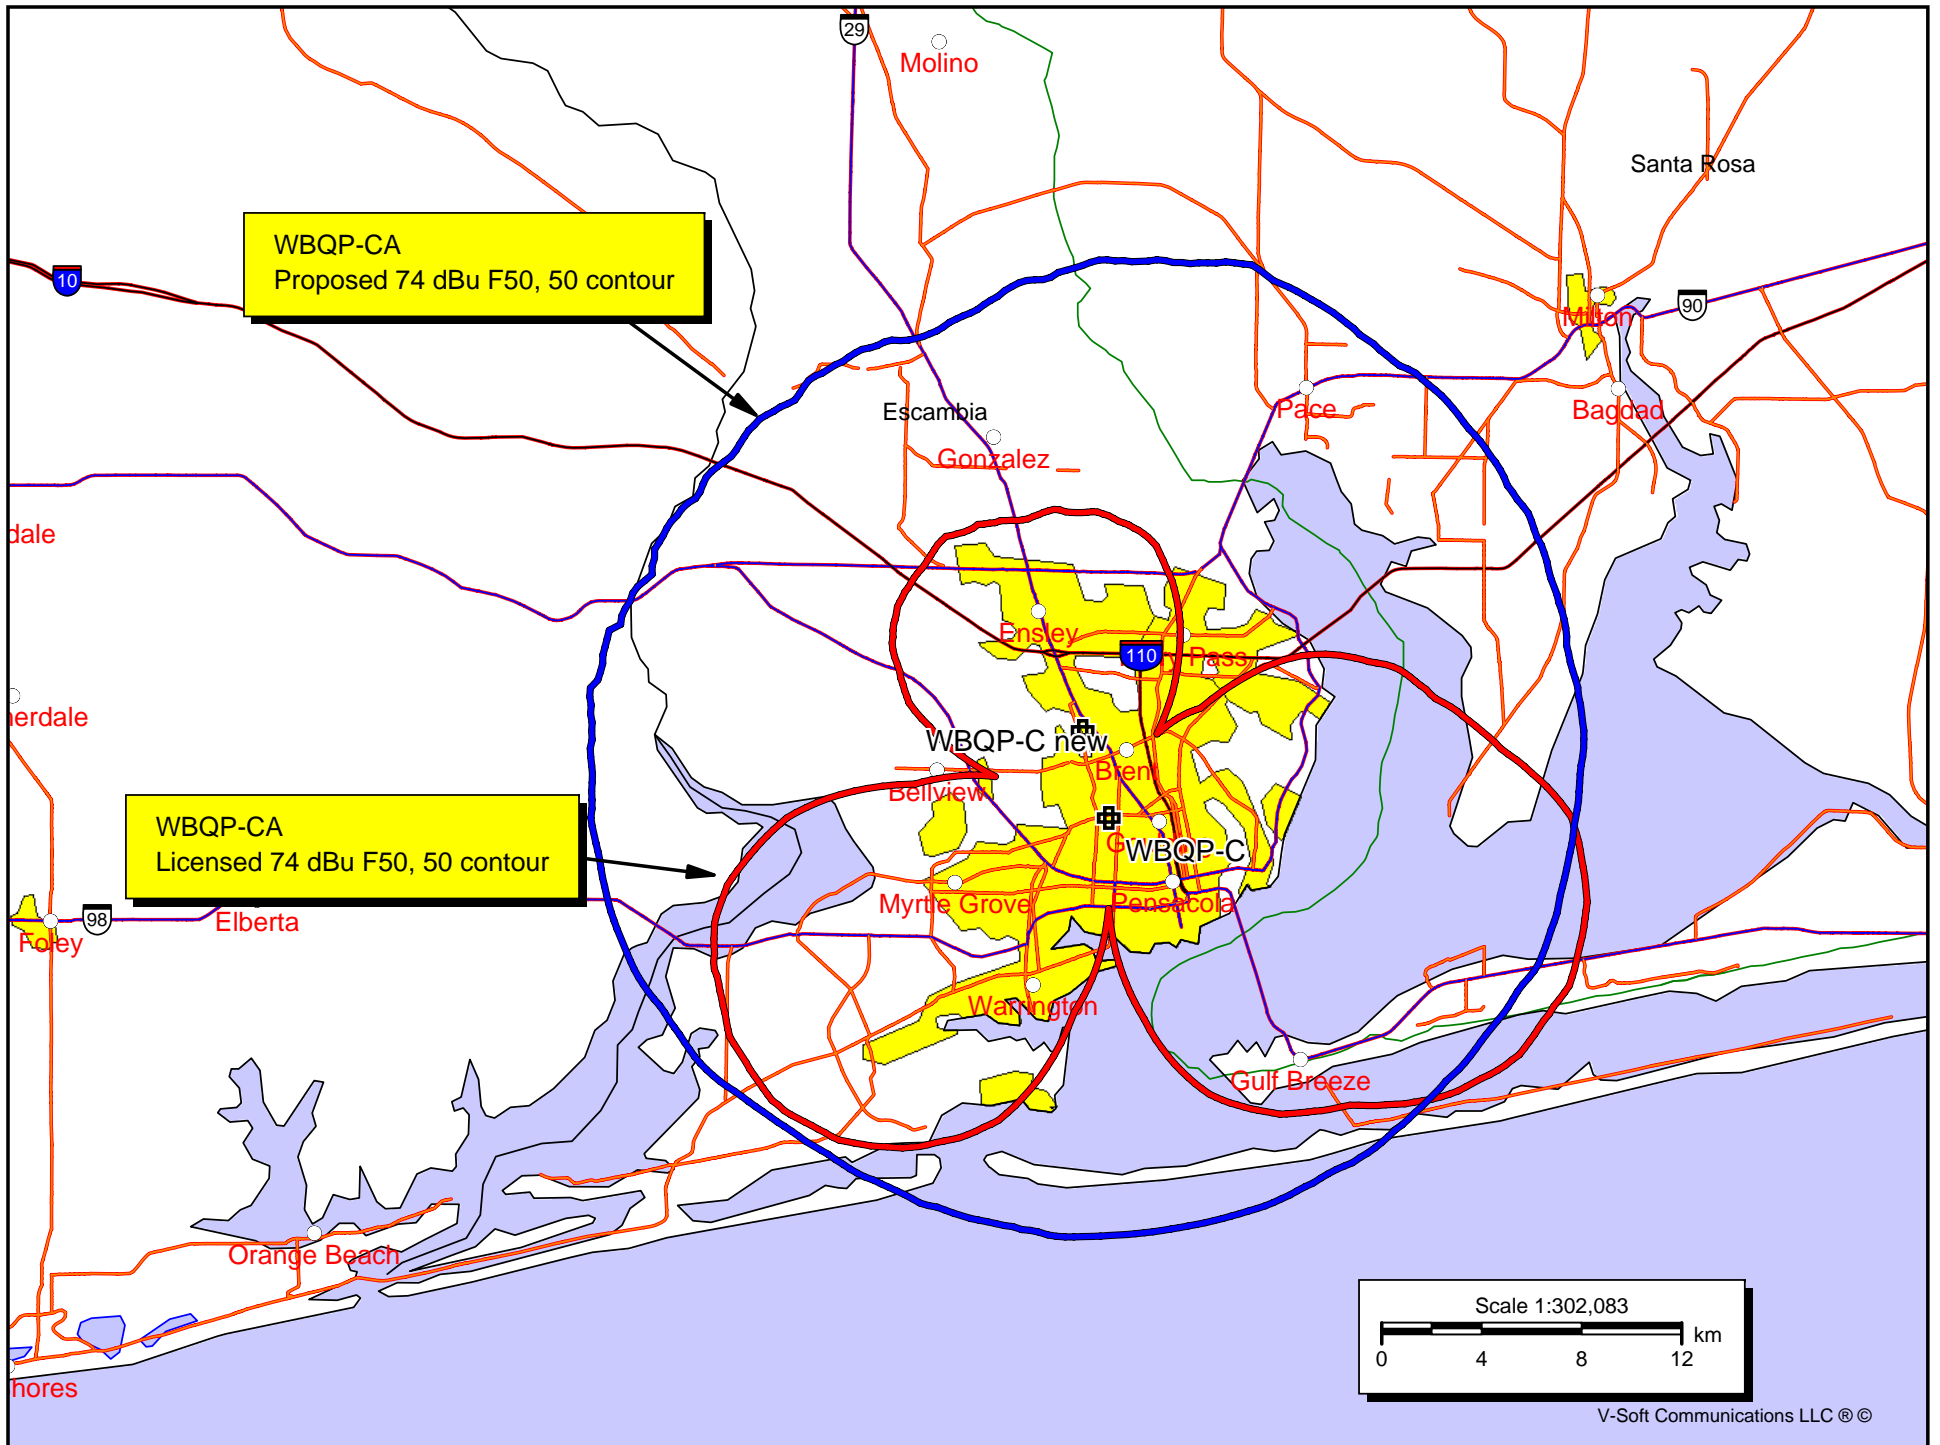 29
Molino
Santa Rosa
WBQP-CA
Proposed 74 dBu F50, 50 contour
10
90
Milton
Escambia
Pace
Bagdad
Gonzalez
dale
Ensley
110
Pass
herdale
WBQP-C new
Brent
Bellview
WBQP-CA
Licensed 74 dBu F50, 50 contour
WBQP-C
Myrtle Grove
Pensacola
98
Elberta
Foley
Warrington
Gulf Breeze
Orange Beach
Scale 1:302,083
km
0 4 8 12
hores
V-Soft Communications LLC ® ©